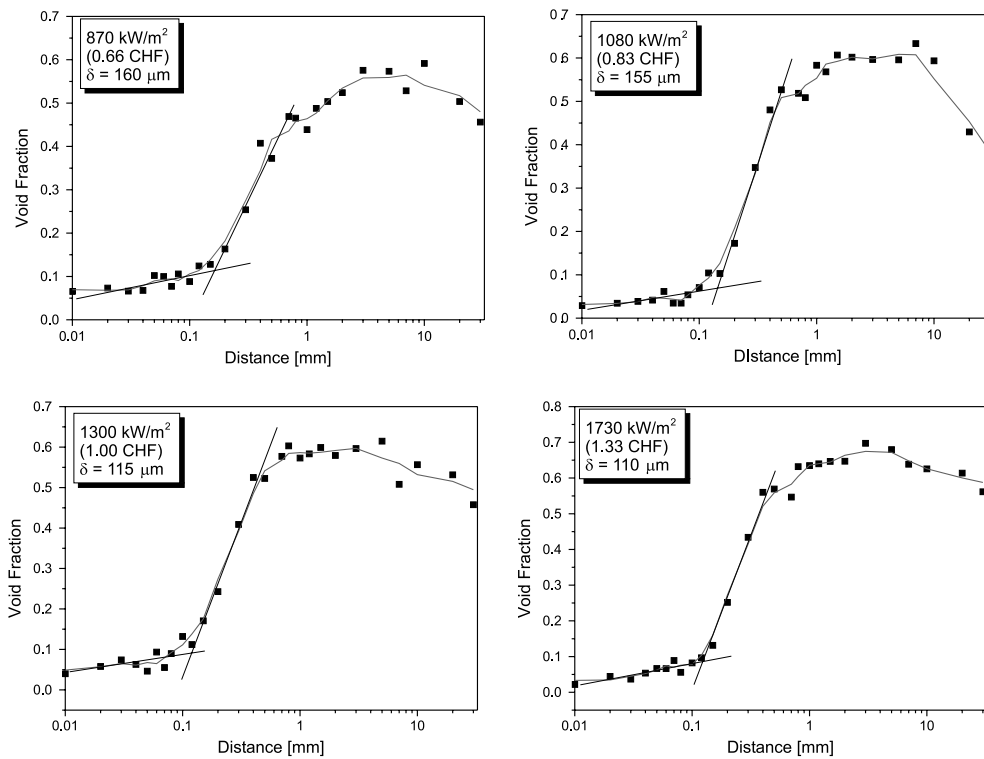 870 kW/m²
(0.66 CHF)
δ = 160 μm
0.7
0.6
0.5
0.4
0.3
0.2
0.1
0.0
Void Fraction
0.01
0.1
1
10
Distance [mm]
1080 kW/m²
(0.83 CHF)
δ = 155 μm
0.7
0.6
0.5
0.4
0.3
0.2
0.1
0.0
Void Fraction
0.01
0.1
1
10
DIstance [mm]
1300 kW/m²
(1.00 CHF)
δ = 115 μm
0.7
0.6
0.5
0.4
0.3
0.2
0.1
0.0
Void Fraction
0.01
0.1
1
10
Distance [mm]
1730 kW/m²
(1.33 CHF)
δ = 110 μm
0.8
0.7
0.6
0.5
0.4
0.3
0.2
0.1
0.0
Void Fraction
0.01
0.1
1
10
Distance [mm]